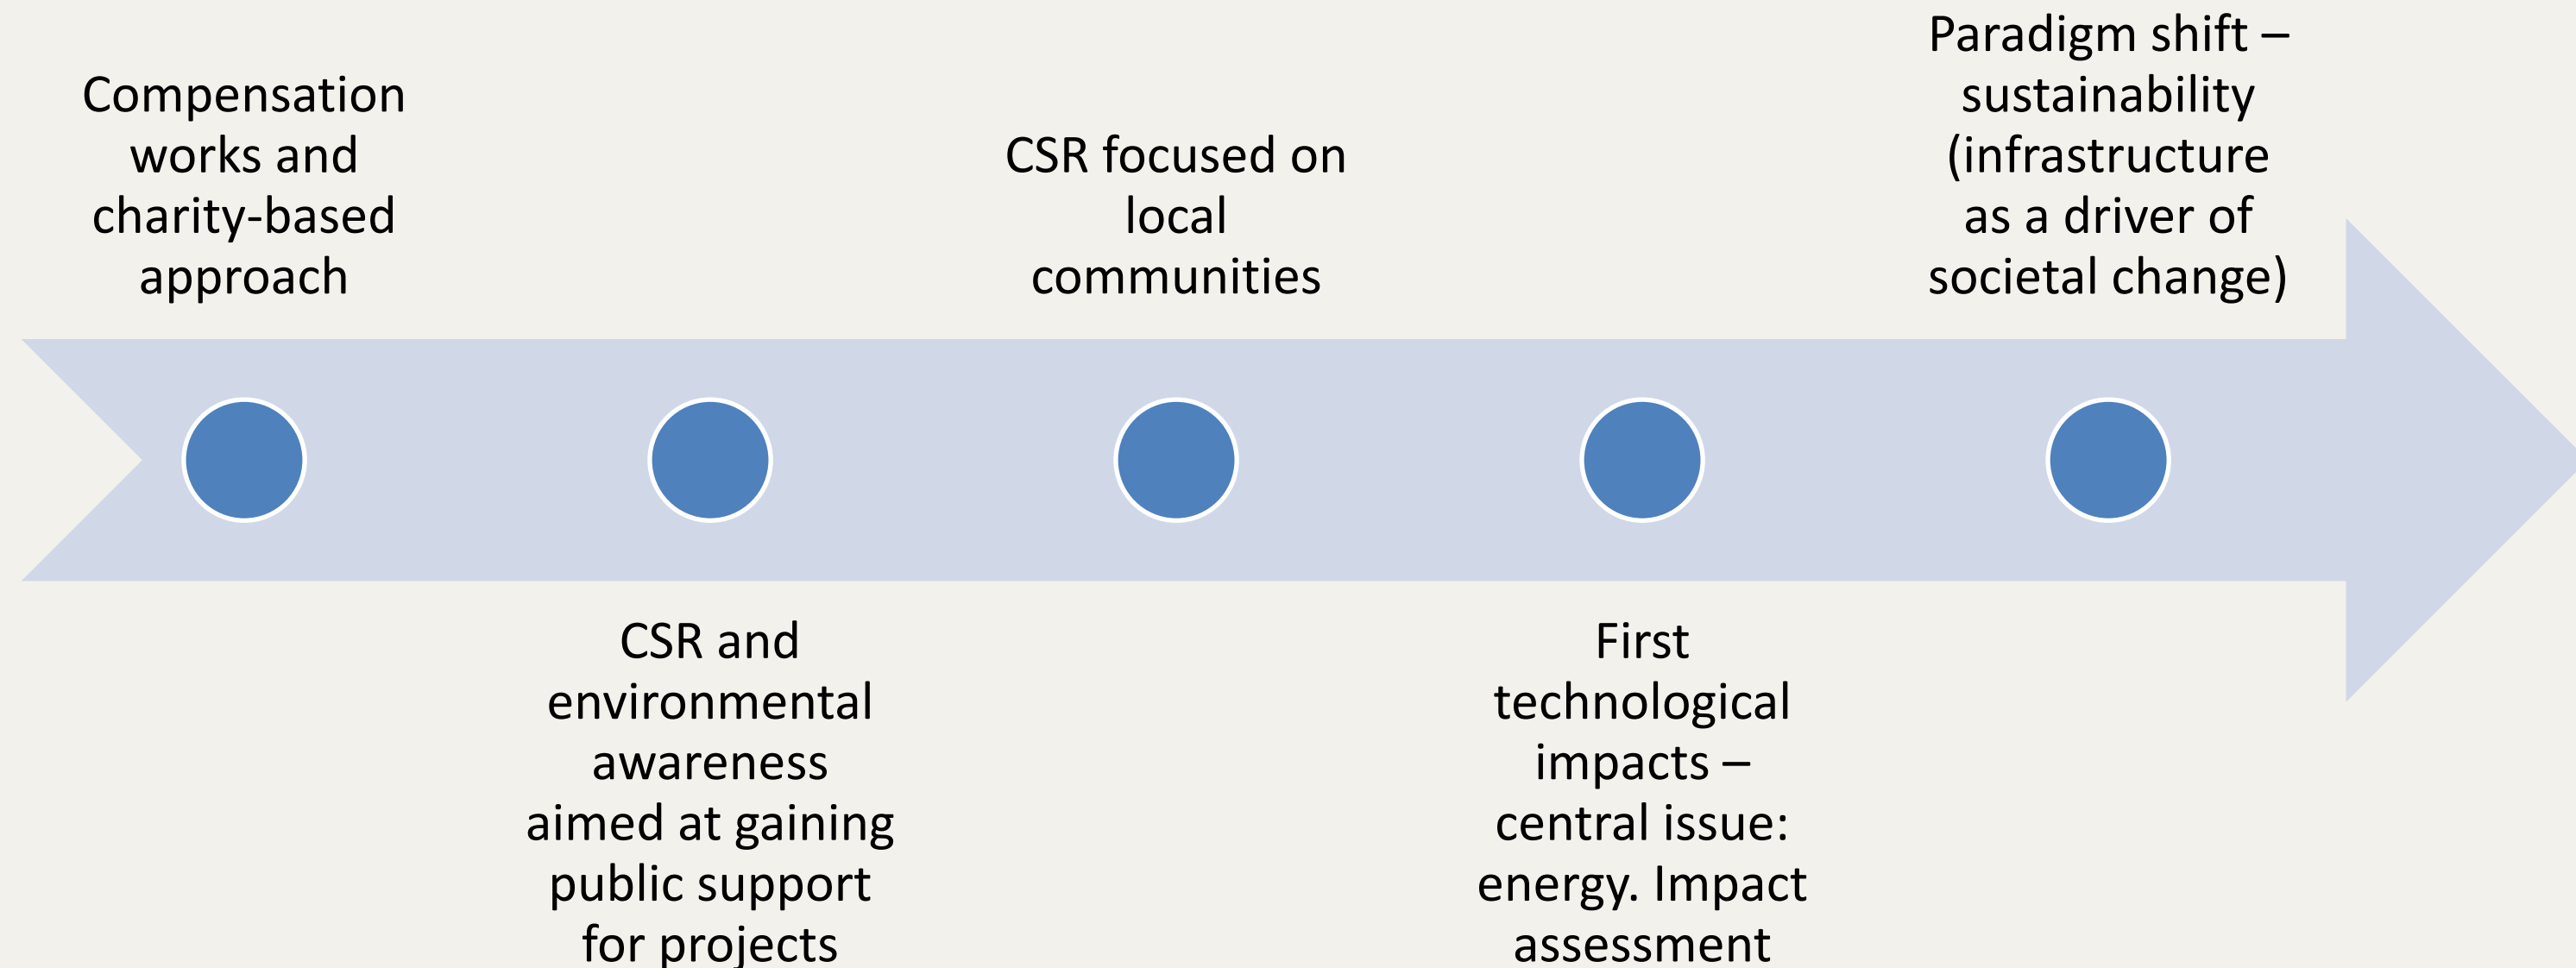 Compensation
works and
charity-based
approach
CSR and
environmental
awareness
aimed at gaining
public support
for projects
CSR focused on
local
communities
First
technological
impacts –
central issue:
energy. Impact
assessment
Paradigm shift –
sustainability
(infrastructure
as a driver of
societal change)